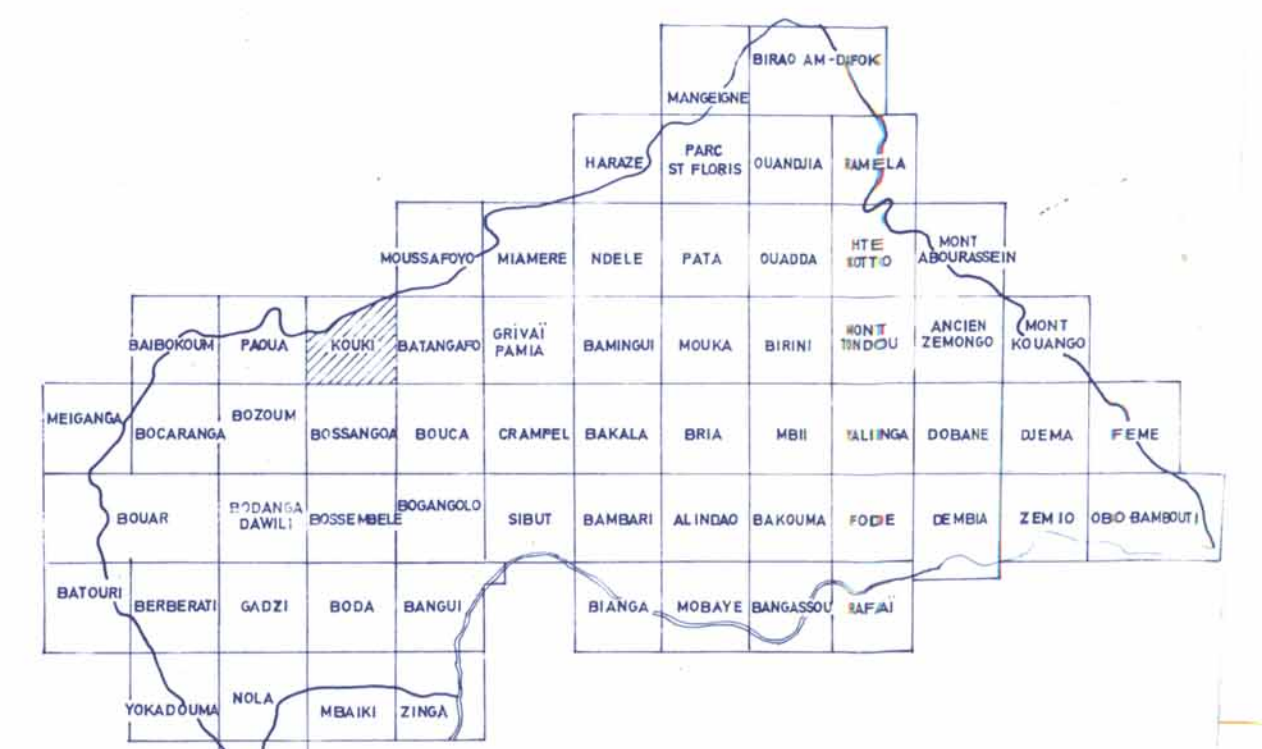 BIRAO AM-DIFOK
MANGEIGNE
HARAZE
PARC
ST FLORIS
OUANDJIA
RAMELA
MOUSSAFOYO
MIAMERE
NDELE
PATA
OUADDA
HTE
KOTTO
MONT
ABOURASSEIN
BAIBOKOUM
PAOUA
KOUKI
BATANGAFO
GRIVAÏ
PAMIA
BAMINGUI
MOUKA
BIRINI
MONT
TONDOU
ANCIEN
ZEMONGO
MONT
KOUANGO
MEIGANGA
BOCARANGA
BOZOUM
BOSSANGOA
BOUCA
CRAMPEL
BAKALA
BRIA
MBII
YALINGA
DOBANE
DJEMA
FEME
BOUAR
BODANGA
DAWILI
BOSSEMBELE
BOGANGOLO
SIBUT
BAMBARI
ALINDAO
BAKOUMA
FODE
DEMBIA
ZEMIO
OBO-BAMBOUTI
BATOURI
BERBERATI
GADZI
BODA
BANGUI
BIANGA
MOBAYE
BANGASSOU
RAFAÏ
YOKADOUMA
NOLA
MBAIKI
ZINGA